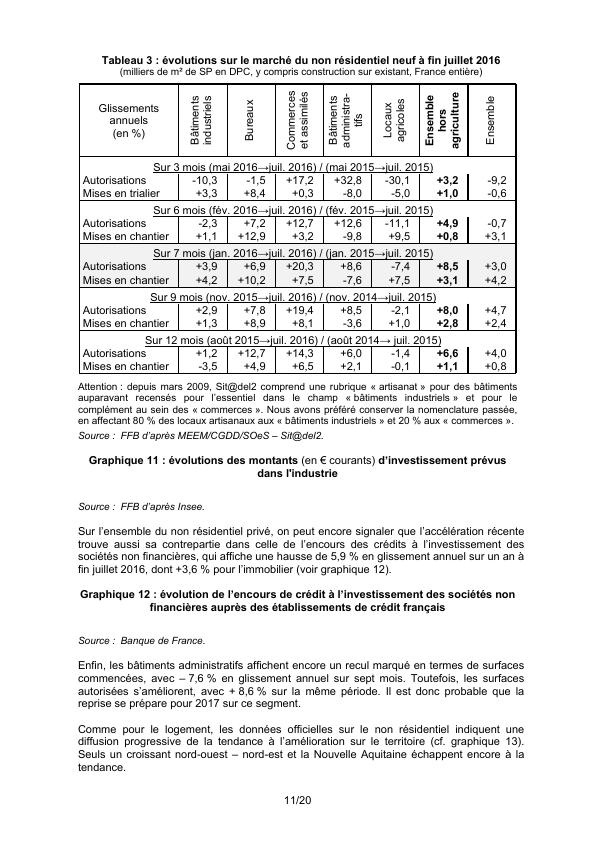 Tableau 3 : évolutions sur le marché du non résidentiel neuf à fin juillet 2016
(milliers de m² de SP en DPC, y compris construction sur existant, France entière)
Glissements annuels (en %) Bâtiments industriels Bureaux Commerces et assimilés Bâtiments administra-tifs Locaux agricoles Ensemble hors agriculture Ensemble
Sur 3 mois (mai 2016→juil. 2016) / (mai 2015→juil. 2015)
Autorisations -10,3 -1,5 +17,2 +32,8 -30,1 +3,2 -9,2
Mises en trialier +3,3 +8,4 +0,3 -8,0 -5,0 +1,0 -0,6
Sur 6 mois (fév. 2016→juil. 2016) / (fév. 2015→juil. 2015)
Autorisations -2,3 +7,2 +12,7 +12,6 -11,1 +4,9 -0,7
Mises en chantier +1,1 +12,9 +3,2 -9,8 +9,5 +0,8 +3,1
Sur 7 mois (jan. 2016→juil. 2016) / (jan. 2015→juil. 2015)
Autorisations +3,9 +6,9 +20,3 +8,6 -7,4 +8,5 +3,0
Mises en chantier +4,2 +10,2 +7,5 -7,6 +7,5 +3,1 +4,2
Sur 9 mois (nov. 2015→juil. 2016) / (nov. 2014→juil. 2015)
Autorisations +2,9 +7,8 +19,4 +8,5 -2,1 +8,0 +4,7
Mises en chantier +1,3 +8,9 +8,1 -3,6 +1,0 +2,8 +2,4
Sur 12 mois (août 2015→juil. 2016) / (août 2014→ juil. 2015)
Autorisations +1,2 +12,7 +14,3 +6,0 -1,4 +6,6 +4,0
Mises en chantier -3,5 +4,9 +6,5 +2,1 -0,1 +1,1 +0,8
Attention : depuis mars 2009, Sit@del2 comprend une rubrique « artisanat » pour des bâtiments
auparavant recensés pour l'essentiel dans le champ « bâtiments industriels » et pour le
complément au sein des « commerces ». Nous avons préféré conserver la nomenclature passée,
en affectant 80 % des locaux artisanaux aux « bâtiments industriels » et 20 % aux « commerces ».
Source : FFB d'après MEEM/CGDD/SOeS – Sit@del2.
Graphique 11 : évolutions des montants (en € courants) d'investissement prévus
dans l'industrie
Source : FFB d'après Insee.
Sur l'ensemble du non résidentiel privé, on peut encore signaler que l'accélération récente
trouve aussi sa contrepartie dans celle de l'encours des crédits à l'investissement des
sociétés non financières, qui affiche une hausse de 5,9 % en glissement annuel sur un an à
fin juillet 2016, dont +3,6 % pour l'immobilier (voir graphique 12).
Graphique 12 : évolution de l'encours de crédit à l'investissement des sociétés non
financières auprès des établissements de crédit français
Source : Banque de France.
Enfin, les bâtiments administratifs affichent encore un recul marqué en termes de surfaces
commencées, avec – 7,6 % en glissement annuel sur sept mois. Toutefois, les surfaces
autorisées s'améliorent, avec + 8,6 % sur la même période. Il est donc probable que la
reprise se prépare pour 2017 sur ce segment.
Comme pour le logement, les données officielles sur le non résidentiel indiquent une
diffusion progressive de la tendance à l'amélioration sur le territoire (cf. graphique 13).
Seuls un croissant nord-ouest – nord-est et la Nouvelle Aquitaine échappent encore à la
tendance.
11/20